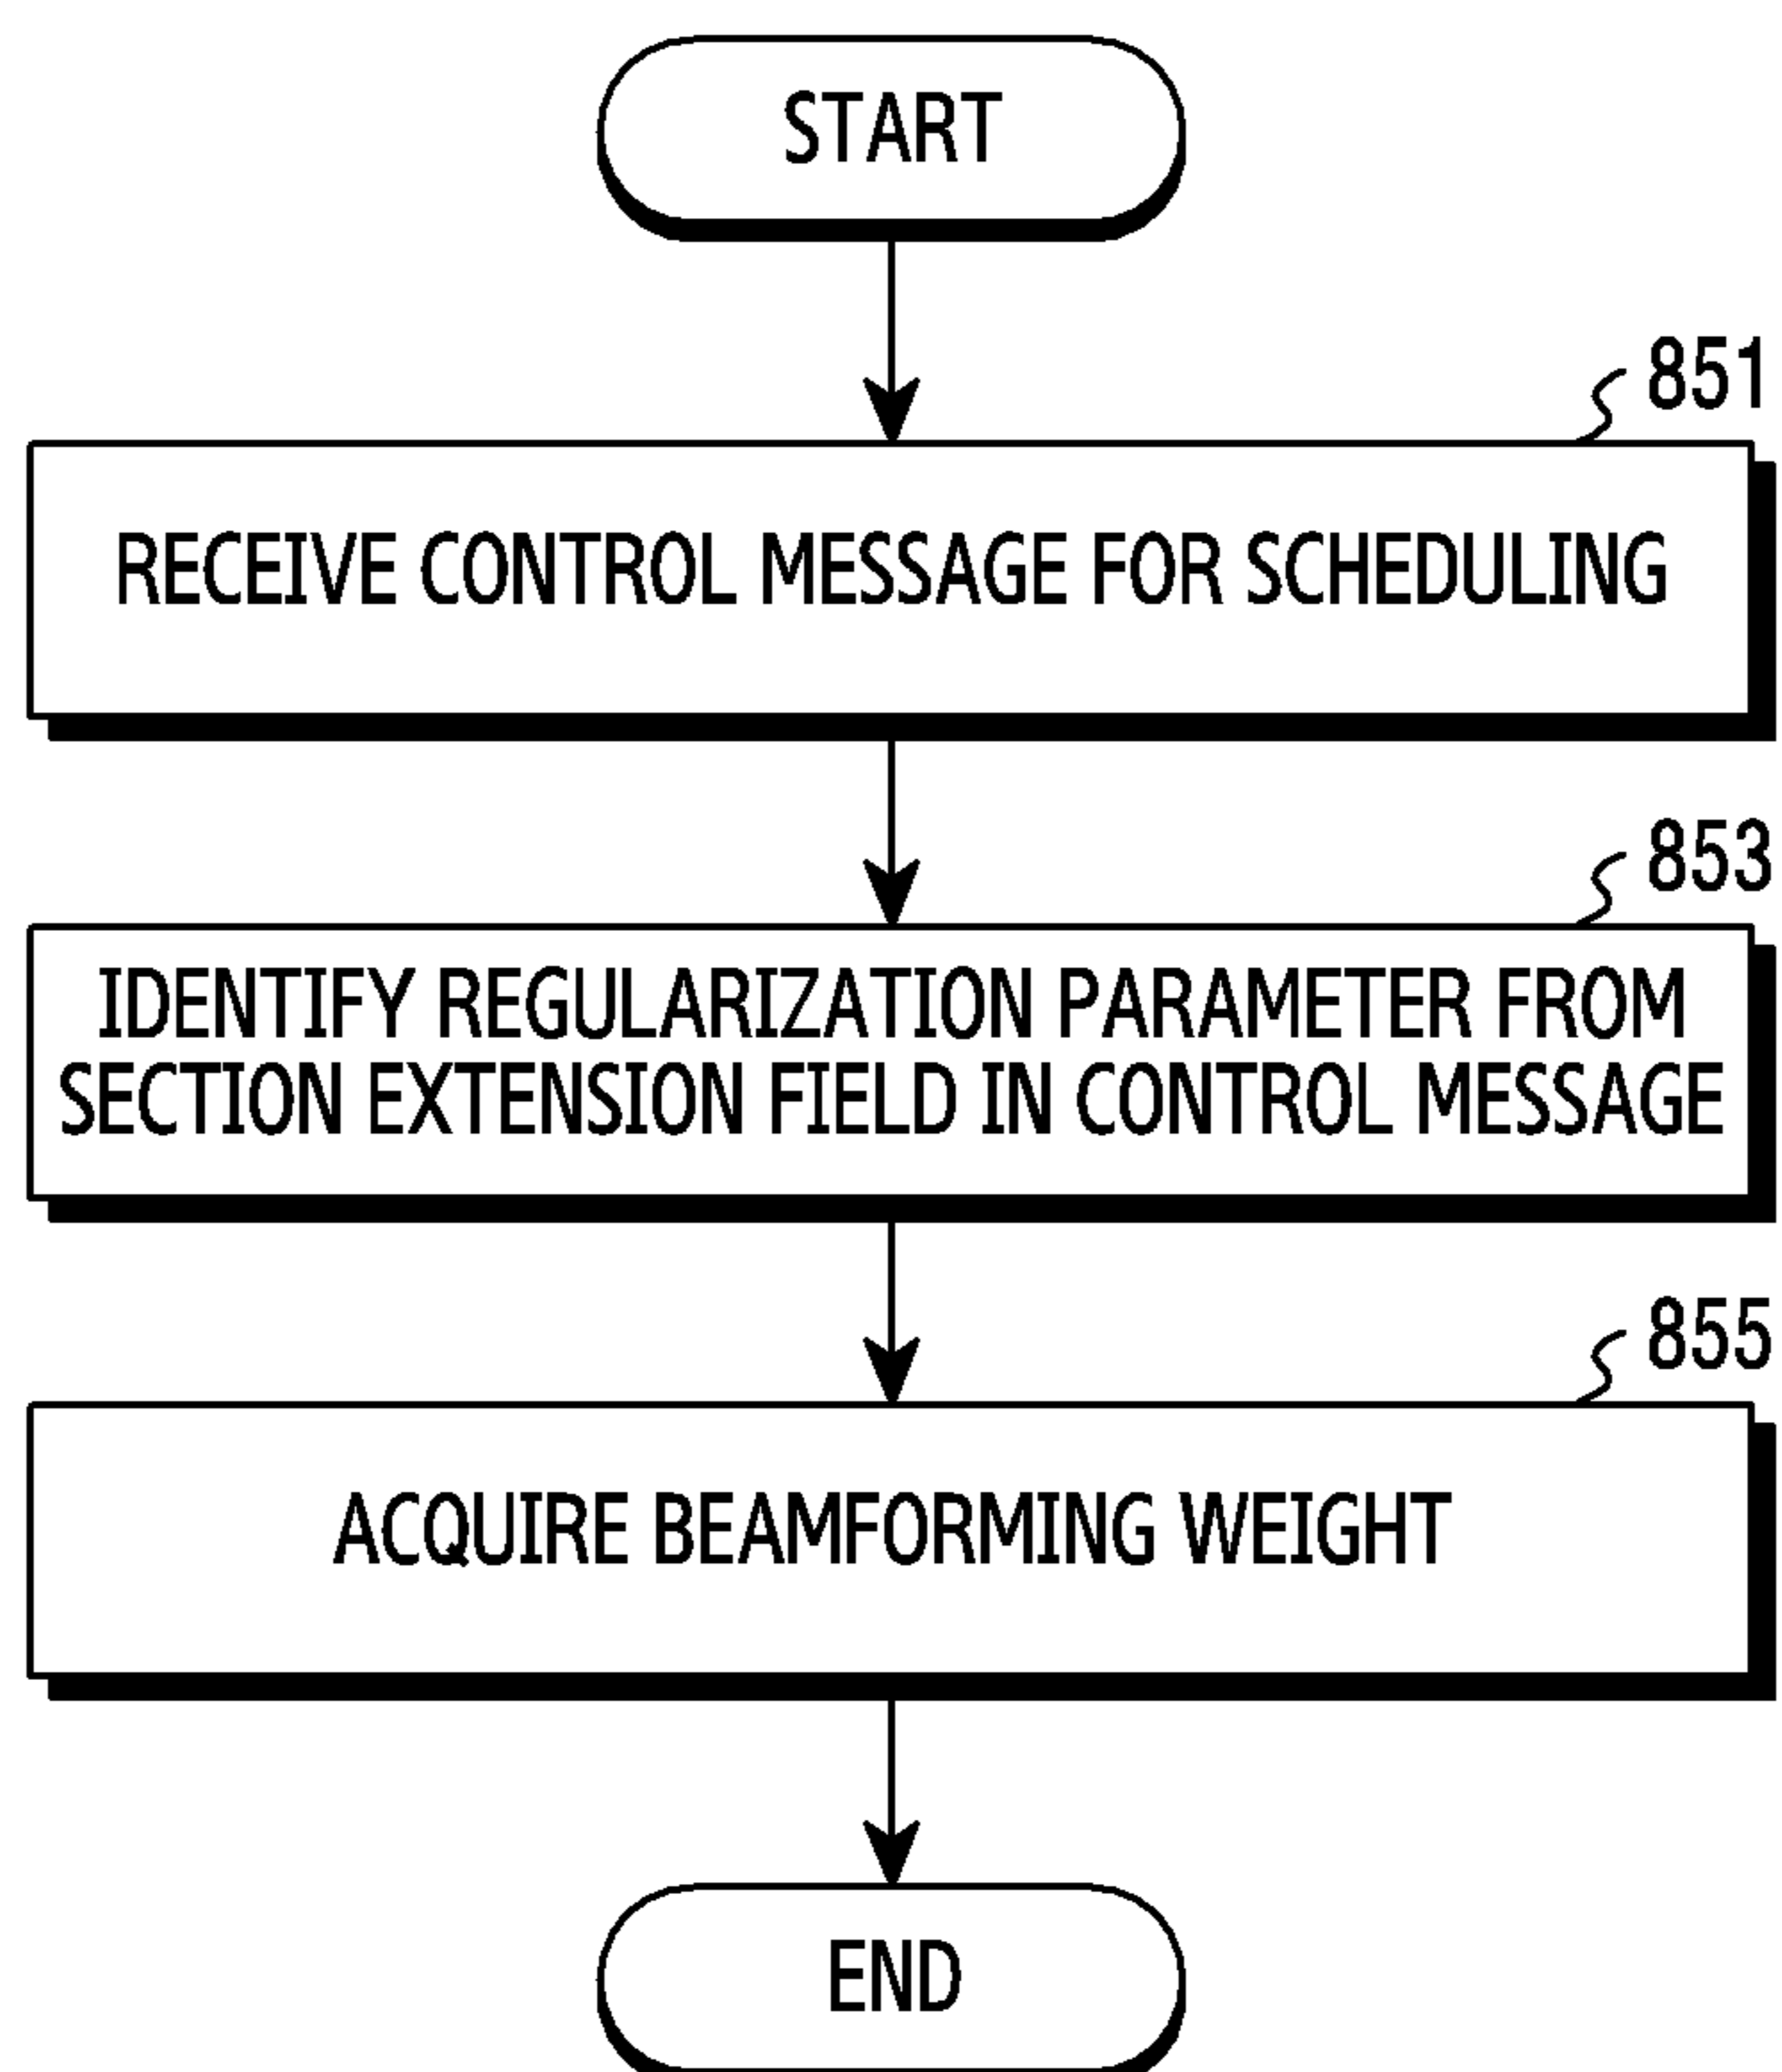 START
851
RECEIVE CONTROL MESSAGE FOR SCHEDULING
853
IDENTIFY REGULARIZATION PARAMETER FROM
SECTION EXTENSION FIELD IN CONTROL MESSAGE
855
ACQUIRE BEAMFORMING WEIGHT
END